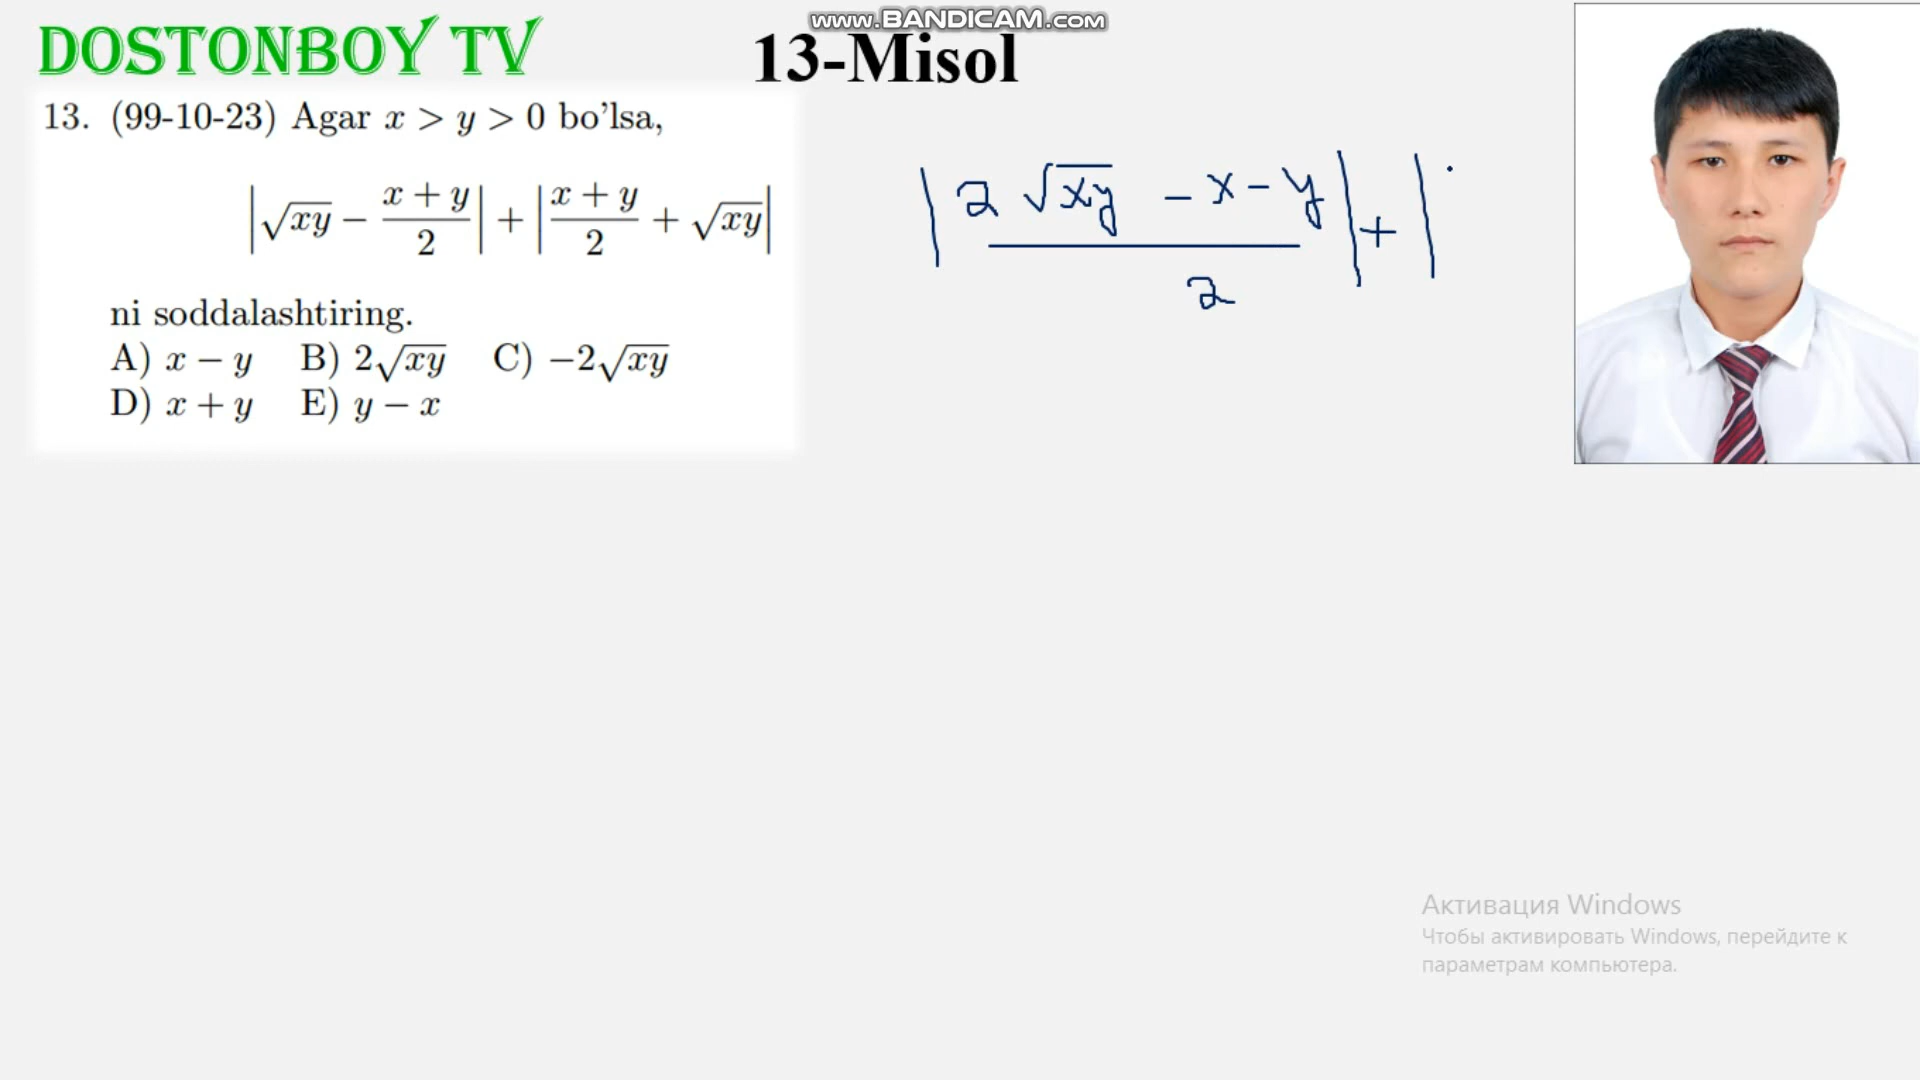 www.BANDICAM.com
DOSTONBOY TV
13-Misol
13. (99-10-23) Agar x > y > 0 bo'lsa,
|√xy − (x + y)/2| + |(x + y)/2 + √xy|
ni soddalashtiring.
A) x − y B) 2√xy C) −2√xy
D) x + y E) y − x
|(2√xy − x − y)/2| + |
Активация Windows
Чтобы активировать Windows, перейдите к
параметрам компьютера.